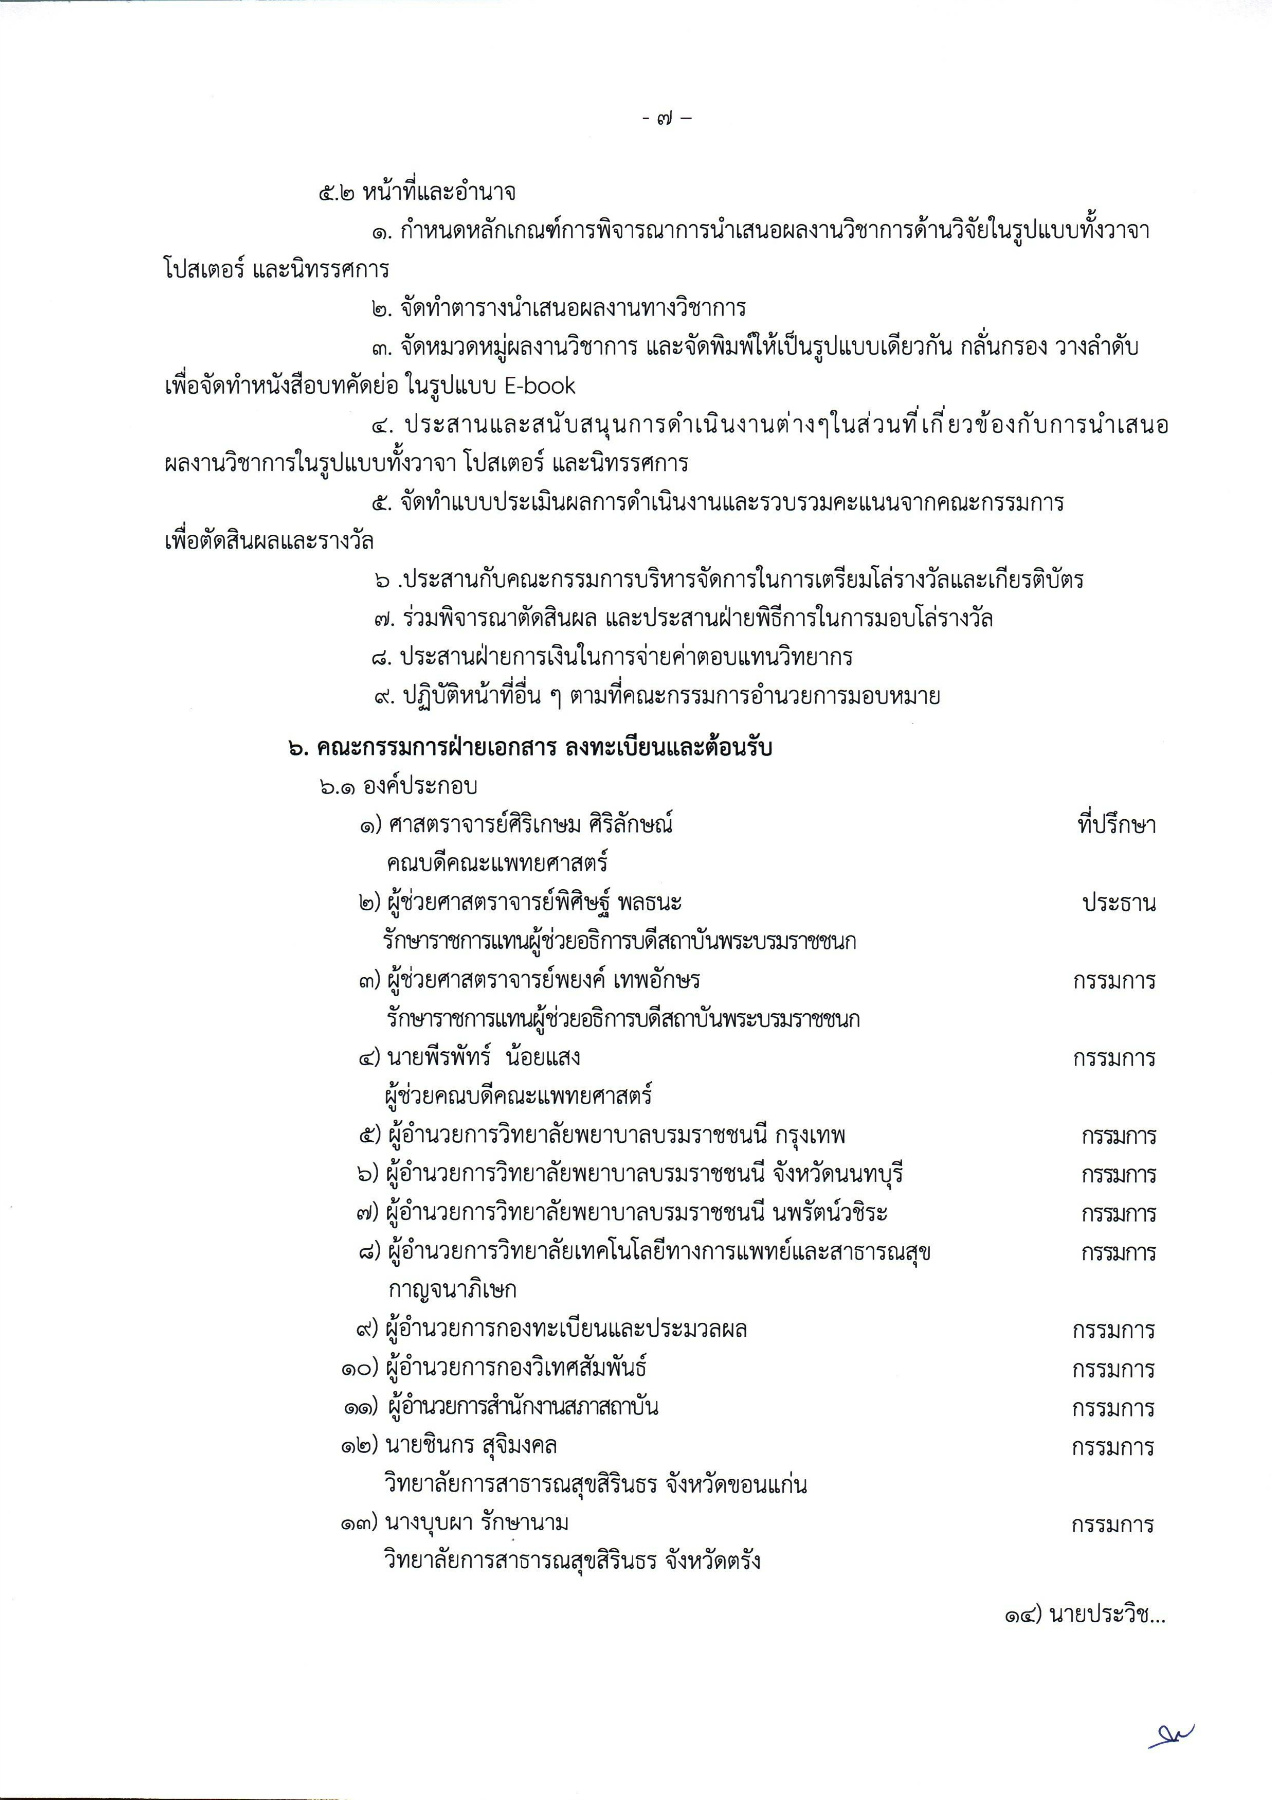 - ๗ –
๕.๒ หน้าที่และอำนาจ
๑. กำหนดหลักเกณฑ์การพิจารณาการนำเสนอผลงานวิชาการด้านวิจัยในรูปแบบทั้งวาจา
โปสเตอร์ และนิทรรศการ
๒. จัดทำตารางนำเสนอผลงานทางวิชาการ
๓. จัดหมวดหมู่ผลงานวิชาการ และจัดพิมพ์ให้เป็นรูปแบบเดียวกัน กลั่นกรอง วางลำดับ
เพื่อจัดทำหนังสือบทคัดย่อ ในรูปแบบ E-book
๔. ประสานและสนับสนุนการดำเนินงานต่างๆในส่วนที่เกี่ยวข้องกับการนำเสนอ
ผลงานวิชาการในรูปแบบทั้งวาจา โปสเตอร์ และนิทรรศการ
๕. จัดทำแบบประเมินผลการดำเนินงานและรวบรวมคะแนนจากคณะกรรมการ
เพื่อตัดสินผลและรางวัล
๖ .ประสานกับคณะกรรมการบริหารจัดการในการเตรียมโล่รางวัลและเกียรติบัตร
๗. ร่วมพิจารณาตัดสินผล และประสานฝ่ายพิธีการในการมอบโล่รางวัล
๘. ประสานฝ่ายการเงินในการจ่ายค่าตอบแทนวิทยากร
๙. ปฏิบัติหน้าที่อื่น ๆ ตามที่คณะกรรมการอำนวยการมอบหมาย
๖. คณะกรรมการฝ่ายเอกสาร ลงทะเบียนและต้อนรับ
๖.๑ องค์ประกอบ
๑) ศาสตราจารย์ศิริเกษม ศิริลักษณ์ ที่ปรึกษา
คณบดีคณะแพทยศาสตร์
๒) ผู้ช่วยศาสตราจารย์พิศิษฐ์ พลธนะ ประธาน
รักษาราชการแทนผู้ช่วยอธิการบดีสถาบันพระบรมราชชนก
๓) ผู้ช่วยศาสตราจารย์พยงค์ เทพอักษร กรรมการ
รักษาราชการแทนผู้ช่วยอธิการบดีสถาบันพระบรมราชชนก
๔) นายพีรพัทร์ น้อยแสง กรรมการ
ผู้ช่วยคณบดีคณะแพทยศาสตร์
๕) ผู้อำนวยการวิทยาลัยพยาบาลบรมราชชนนี กรุงเทพ กรรมการ
๖) ผู้อำนวยการวิทยาลัยพยาบาลบรมราชชนนี จังหวัดนนทบุรี กรรมการ
๗) ผู้อำนวยการวิทยาลัยพยาบาลบรมราชชนนี นพรัตน์วชิระ กรรมการ
๘) ผู้อำนวยการวิทยาลัยเทคโนโลยีทางการแพทย์และสาธารณสุข กรรมการ
กาญจนาภิเษก
๙) ผู้อำนวยการกองทะเบียนและประมวลผล กรรมการ
๑๐) ผู้อำนวยการกองวิเทศสัมพันธ์ กรรมการ
๑๑) ผู้อำนวยการสำนักงานสภาสถาบัน กรรมการ
๑๒) นายชินกร สุจิมงคล กรรมการ
วิทยาลัยการสาธารณสุขสิรินธร จังหวัดขอนแก่น
๑๓) นางบุบผา รักษานาม กรรมการ
วิทยาลัยการสาธารณสุขสิรินธร จังหวัดตรัง
๑๔) นายประวิช...